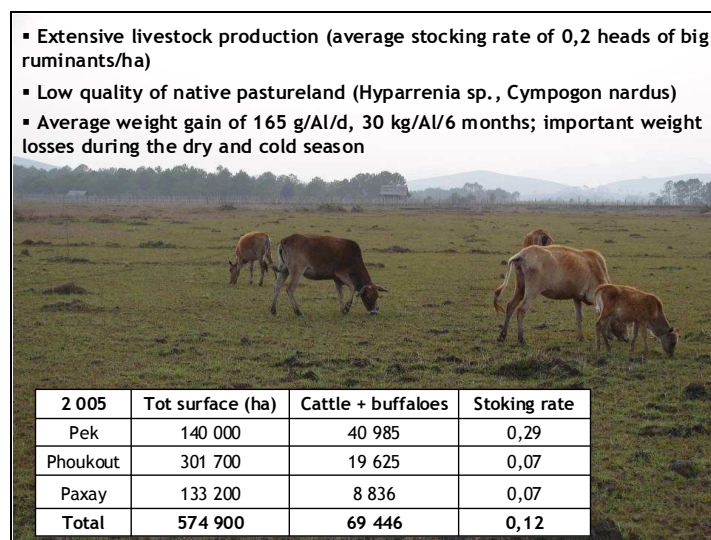 ▪ Extensive livestock production (average stocking rate of 0,2 heads of big
ruminants/ha)
▪ Low quality of native pastureland (Hyparrenia sp., Cympogon nardus)
▪ Average weight gain of 165 g/Al/d, 30 kg/Al/6 months; important weight
losses during the dry and cold season
2 005 Tot surface (ha) Cattle + buffaloes Stoking rate
Pek 140 000 40 985 0,29
Phoukout 301 700 19 625 0,07
Paxay 133 200 8 836 0,07
Total 574 900 69 446 0,12